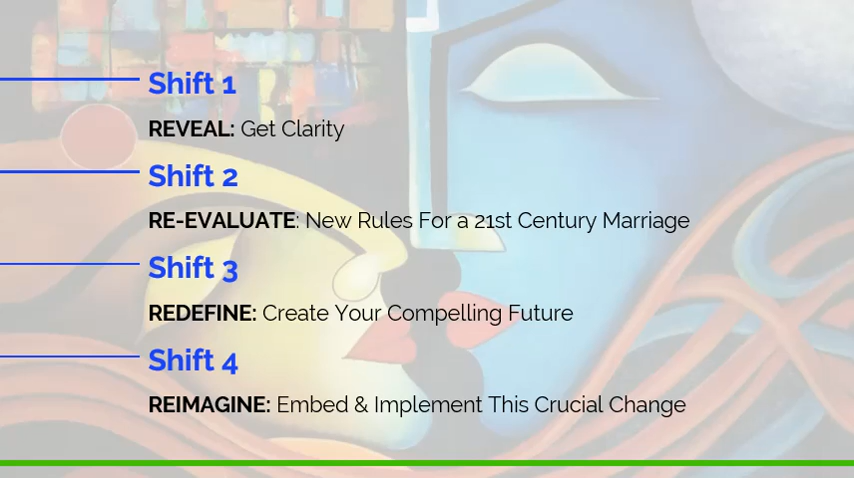 Shift 1
REVEAL: Get Clarity
Shift 2
RE-EVALUATE: New Rules For a 21st Century Marriage
Shift 3
REDEFINE: Create Your Compelling Future
Shift 4
REIMAGINE: Embed & Implement This Crucial Change